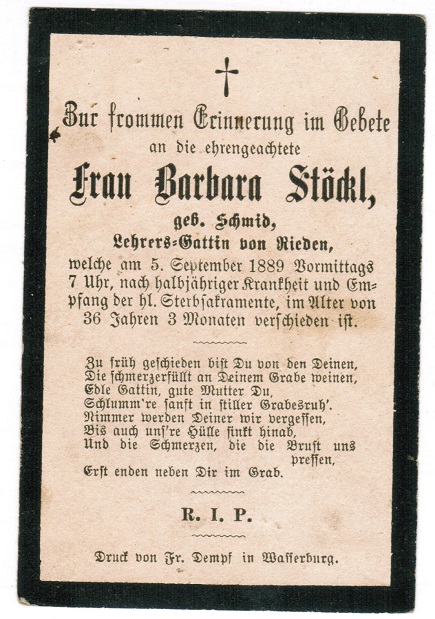 Zur frommen Erinnerung im Gebete
an die ehrengeachtete
Frau Barbara Stöckl,
geb. Schmid,
Lehrers-Gattin von Rieden,
welche am 5. September 1889 Vormittags
7 Uhr, nach halbjähriger Krankheit und Em-
pfang der hl. Sterbsakramente, im Alter von
36 Jahren 3 Monaten verschieden ist.
Zu früh geschieden bist Du von den Deinen,
Die schmerzerfüllt an Deinem Grabe weinen,
Edle Gattin, gute Mutter Du,
Schlumm're sanft in stiller Grabesruh'.
Nimmer werden Deiner wir vergessen,
Bis auch uns're Hülle sinkt hinab,
Und die Schmerzen, die die Brust uns
pressen,
Erst enden neben Dir im Grab.
R. I. P.
Druck von Fr. Dempf in Wasserburg.